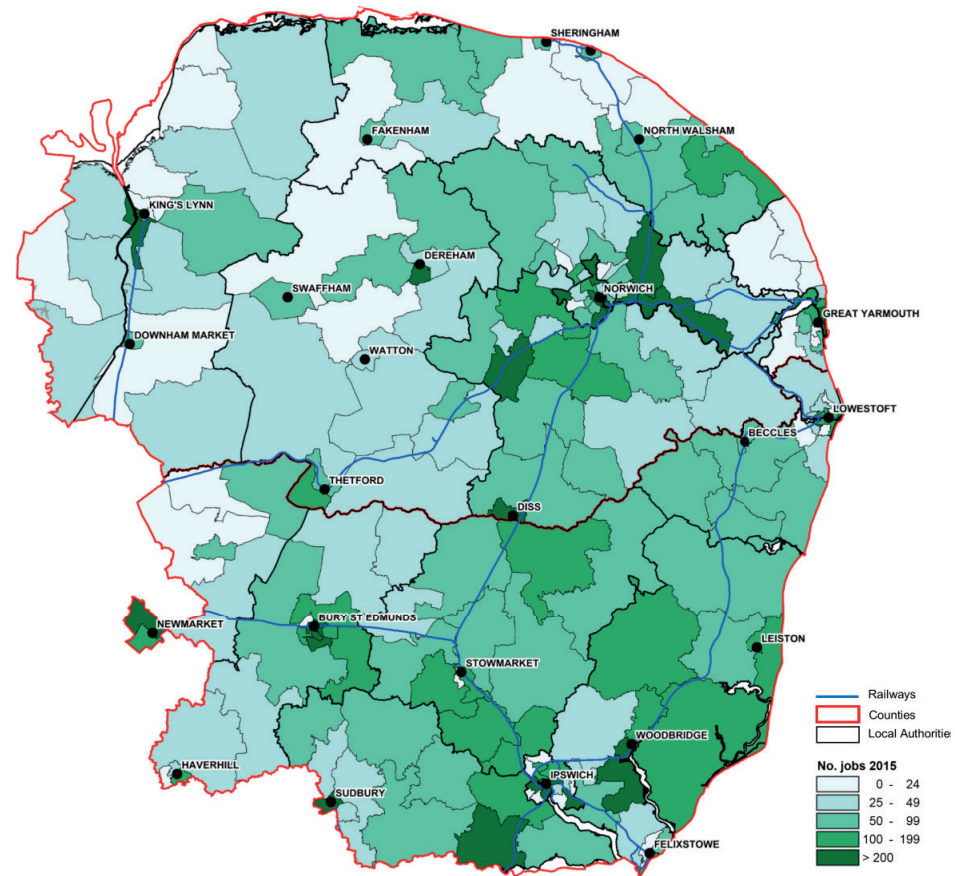 SHERINGHAM
FAKENHAM
NORTH WALSHAM
KING'S LYNN
DEREHAM
SWAFFHAM
NORWICH
GREAT YARMOUTH
DOWNHAM MARKET
WATTON
LOWESTOFT
BECCLES
THETFORD
DISS
BURY ST EDMUNDS
NEWMARKET
LEISTON
STOWMARKET
WOODBRIDGE
HAVERHILL
IPSWICH
SUDBURY
FELIXSTOWE
Railways
Counties
Local Authoritie
No. jobs 2015
0 - 24
25 - 49
50 - 99
100 - 199
> 200